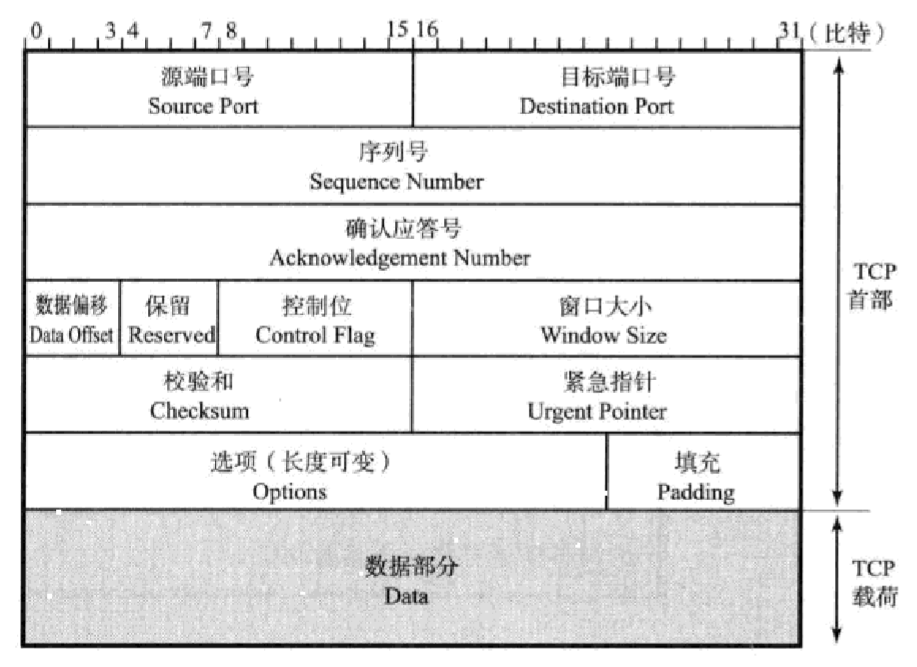 0 3 4 7 8 15 16 31 (比特)
源端口号 目标端口号
Source Port Destination Port
序列号
Sequence Number
确认应答号
Acknowledgement Number
TCP
首部
数据偏移 保留 控制位 窗口大小
Data Offset Reserved Control Flag Window Size
校验和 紧急指针
Checksum Urgent Pointer
选项(长度可变) 填充
Options Padding
数据部分
Data
TCP
载荷